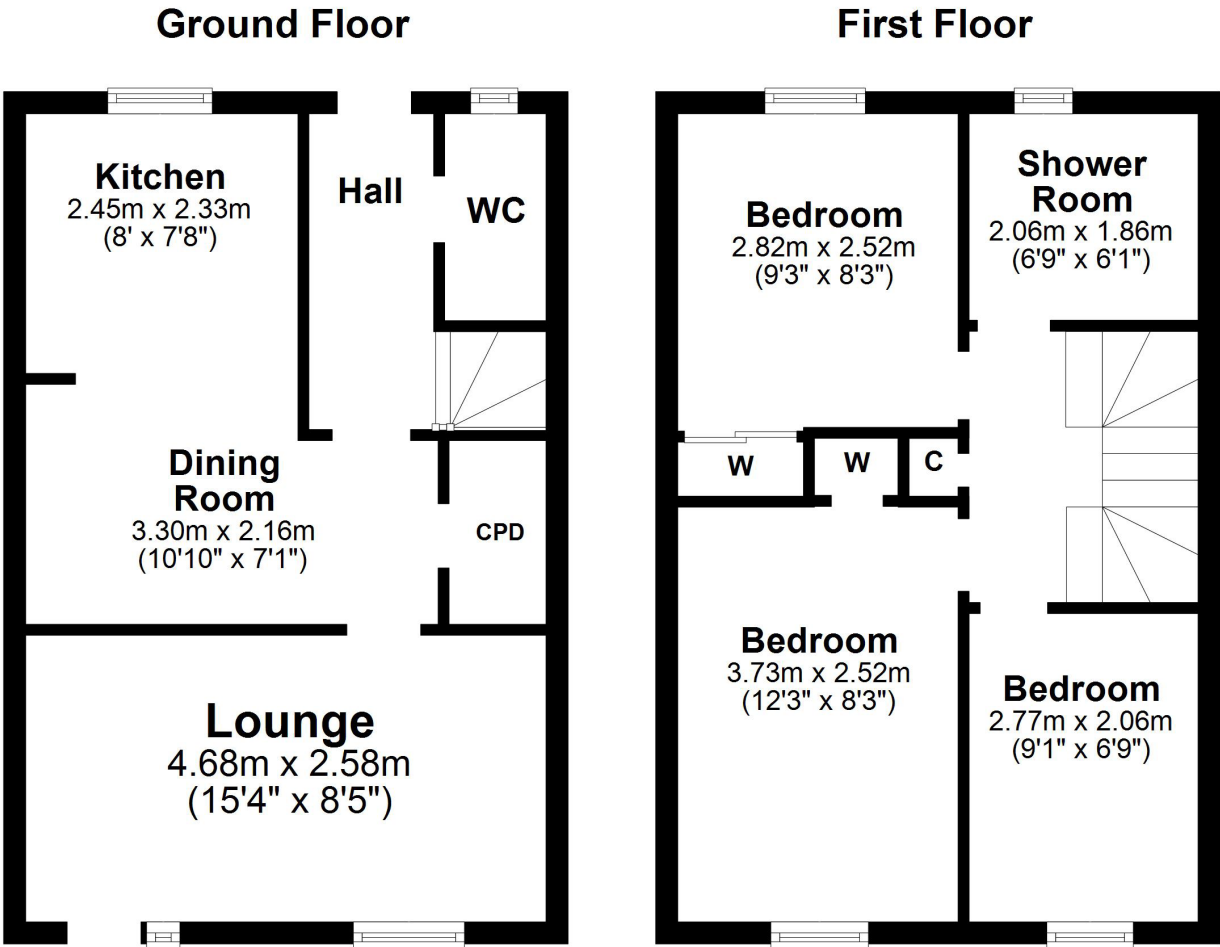 Ground Floor
Kitchen
2.45m x 2.33m
(8' x 7'8")
Hall
WC
Dining
Room
3.30m x 2.16m
(10'10" x 7'1")
CPD
Lounge
4.68m x 2.58m
(15'4" x 8'5")
First Floor
Bedroom
2.82m x 2.52m
(9'3" x 8'3")
Shower
Room
2.06m x 1.86m
(6'9" x 6'1")
W
W
C
Bedroom
3.73m x 2.52m
(12'3" x 8'3")
Bedroom
2.77m x 2.06m
(9'1" x 6'9")